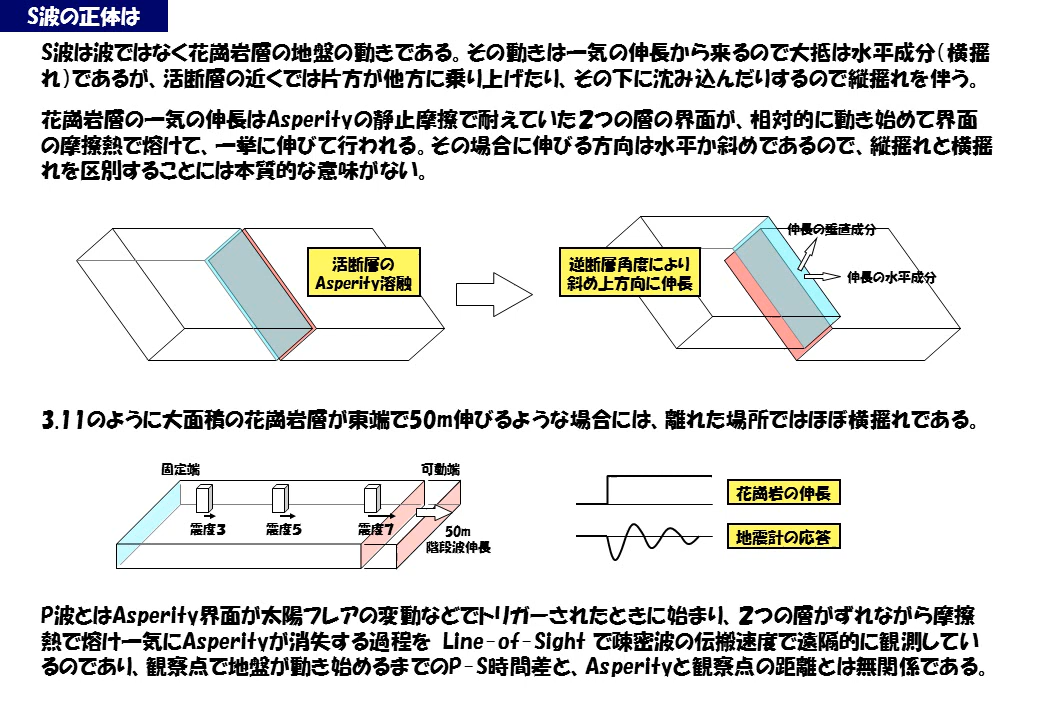 S波の正体は
S波は波ではなく花崗岩層の地盤の動きである。その動きは一気の伸長から来るので大抵は水平成分（横揺
れ）であるが、活断層の近くでは片方が他方に乗り上げたり、その下に沈み込んだりするので縦揺れを伴う。
花崗岩層の一気の伸長はAsperityの静止摩擦で耐えていた２つの層の界面が、相対的に動き始めて界面
の摩擦熱で熔けて、一挙に伸びて行われる。その場合に伸びる方向は水平か斜めであるので、縦揺れと横揺
れを区別することには本質的な意味がない。
活断層の
Asperity溶融
逆断層角度により
斜め上方向に伸長
伸長の垂直成分
伸長の水平成分
3.11のように大面積の花崗岩層が東端で50m伸びるような場合には、離れた場所ではほぼ横揺れである。
固定端
可動端
震度3
震度5
震度7
50m
階段波伸長
花崗岩の伸長
地震計の応答
P波とはAsperity界面が太陽フレアの変動などでトリガーされたときに始まり、２つの層がずれながら摩擦
熱で熔け一気にAsperityが消失する過程を Line-of-Sight で疎密波の伝搬速度で遠隔的に観測してい
るのであり、観察点で地盤が動き始めるまでのP-S時間差と、Asperityと観察点の距離とは無関係である。